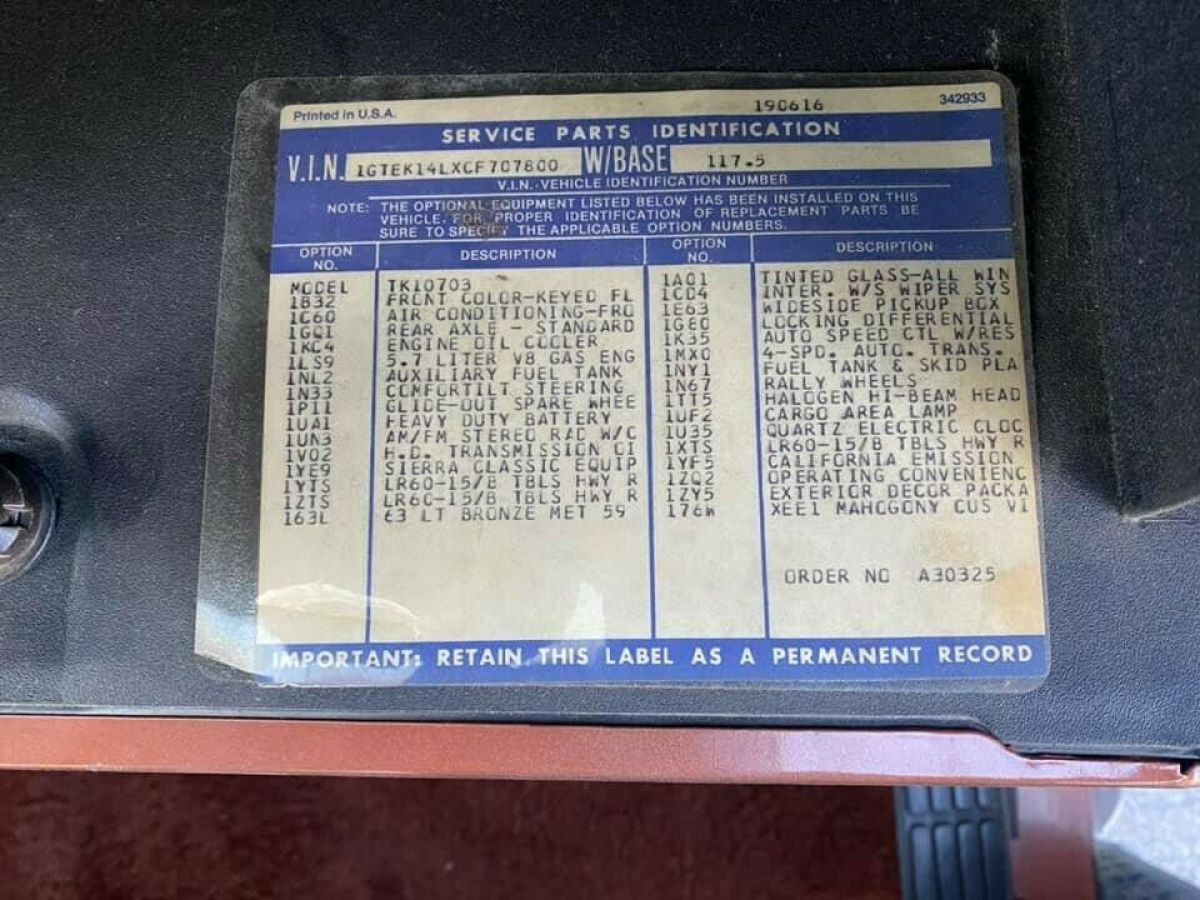 Printed in U.S.A. 190616 342933
SERVICE PARTS IDENTIFICATION
V.I.N. 1GTEK14LXCF707800 W/BASE 117.5
V.I.N.-VEHICLE IDENTIFICATION NUMBER
NOTE: THE OPTIONAL EQUIPMENT LISTED BELOW HAS BEEN INSTALLED ON THIS
VEHICLE. FOR PROPER IDENTIFICATION OF REPLACEMENT PARTS BE
SURE TO SPECIFY THE APPLICABLE OPTION NUMBERS.
OPTION NO. DESCRIPTION OPTION NO. DESCRIPTION
MODEL TK10703 1A01 TINTED GLASS-ALL WIN
1B32 FRONT COLOR-KEYED FL 1CD4 INTER. W/S WIPER SYS
1C60 AIR CONDITIONING-FRO 1E63 WIDESIDE PICKUP BOX
1GQ1 REAR AXLE - STANDARD 1G80 LOCKING DIFFERENTIAL
1KC4 ENGINE OIL COOLER 1K35 AUTO SPEED CTL W/RES
1LS9 5.7 LITER V8 GAS ENG 1MX0 4-SPD. AUTO. TRANS.
1NL2 AUXILIARY FUEL TANK 1NY1 FUEL TANK & SKID PLA
1N33 COMFORTILT STEERING 1N67 RALLY WHEELS
1P11 GLIDE-OUT SPARE WHEE 1TT5 HALOGEN HI-BEAM HEAD
1UA1 HEAVY DUTY BATTERY 1UF2 CARGO AREA LAMP
1UN3 AM/FM STEREO RAD W/C 1U35 QUARTZ ELECTRIC CLOC
1V02 H.D. TRANSMISSION OI 1XTS LR60-15/B TBLS HWY R
1YE9 SIERRA CLASSIC EQUIP 1YF5 CALIFORNIA EMISSION
1YTS LR60-15/B TBLS HWY R 1ZQ2 OPERATING CONVENIENC
1ZTS LR60-15/B TBLS HWY R 1ZY5 EXTERIOR DECOR PACKA
163L 63 LT BRONZE MET 59 176W XEE1 MAHOGONY CUS VI
ORDER NO A30325
IMPORTANT: RETAIN THIS LABEL AS A PERMANENT RECORD